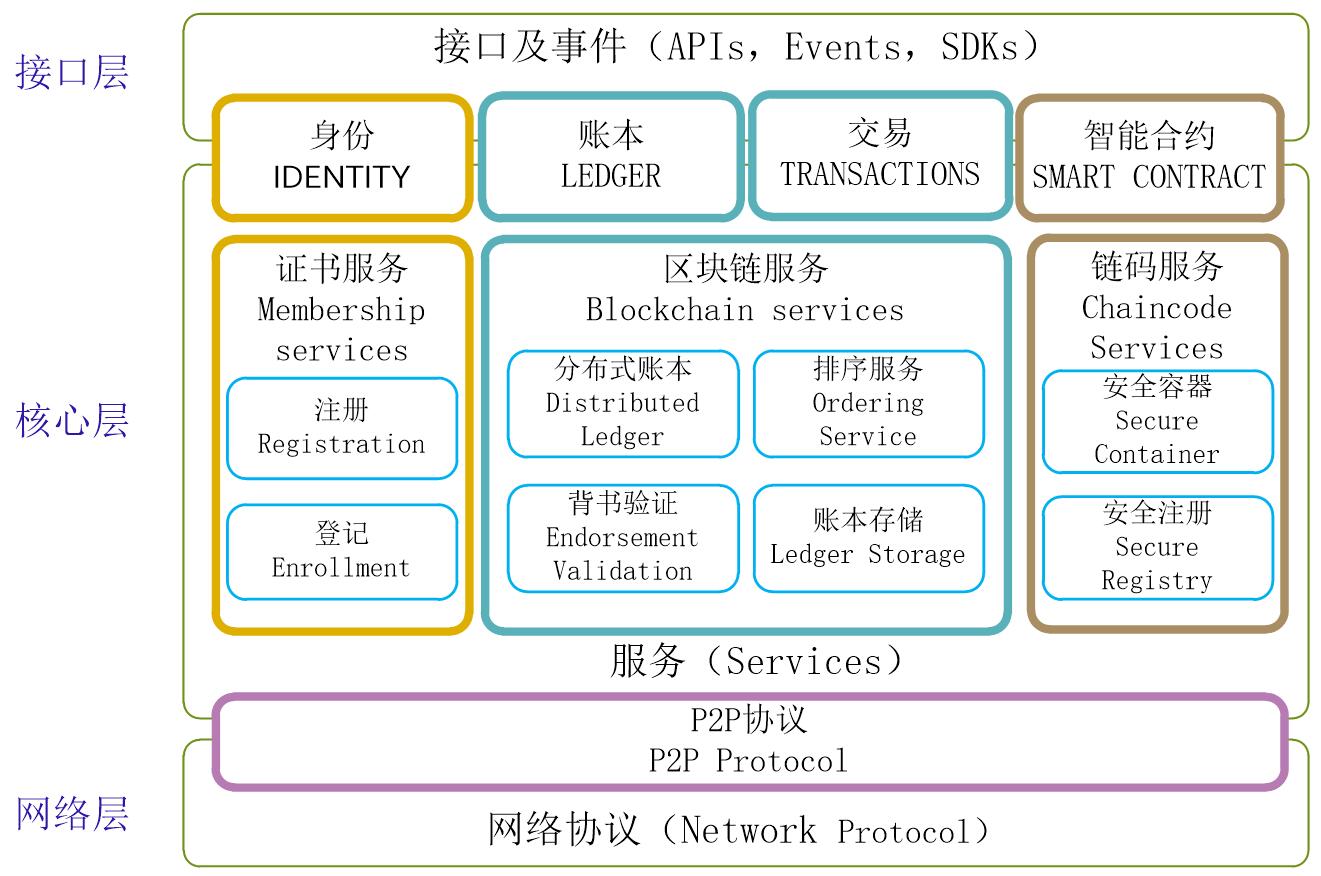 接口层
接口及事件（APIs，Events，SDKs）
身份
IDENTITY
账本
LEDGER
交易
TRANSACTIONS
智能合约
SMART CONTRACT
核心层
证书服务
Membership
services
注册
Registration
登记
Enrollment
区块链服务
Blockchain services
分布式账本
Distributed
Ledger
排序服务
Ordering
Service
背书验证
Endorsement
Validation
账本存储
Ledger Storage
链码服务
Chaincode
Services
安全容器
Secure
Container
安全注册
Secure
Registry
服务（Services）
网络层
P2P协议
P2P Protocol
网络协议（Network Protocol）